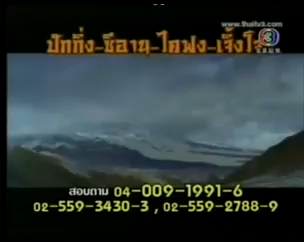 www.thaitv3.com
ปักกิ่ง-ซีอาน-ไคฟง-เจิ้งโจว
3
สอบถาม 04-009-1991-6
02-559-3430-3 , 02-559-2788-9